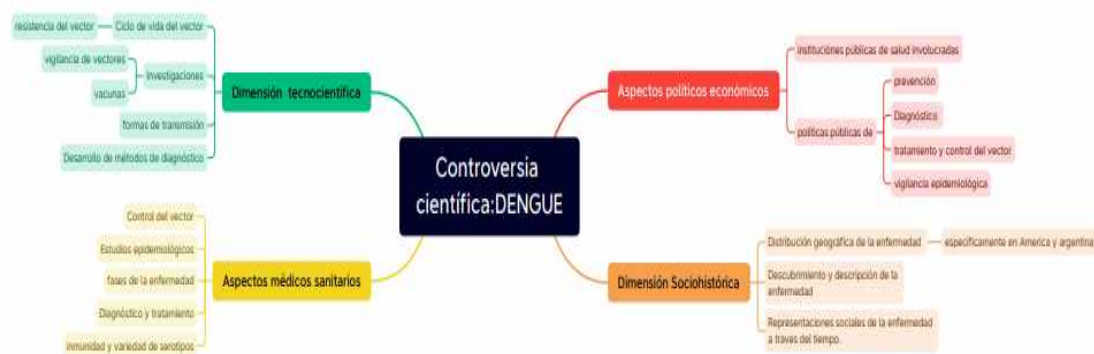 Controversia
científica:DENGUE
Dimensión tecnocientífica
Ciclo de vida del vector
resistencia del vector
investigaciones
vigilancia de vectores
vacunas
formas de transmisión
Desarrollo de métodos de diagnóstico
Aspectos médicos sanitarios
Control del vector
Estudios epidemiológicos
fases de la enfermedad
Diagnóstico y tratamiento
inmunidad y variedad de serotipos
Aspectos políticos económicos
instituciónes públicas de salud involucradas
políticas públicas de
prevención
Diagnóstico
tratamiento y control del vector
vigilancia epidemiológica
Dimensión Sociohistórica
Distribución geográfica de la enfermedad
específicamente en America y argentina
Descubrimiento y descripción de la
enfermedad
Representaciones sociales de la enfermedad
a través del tiempo.